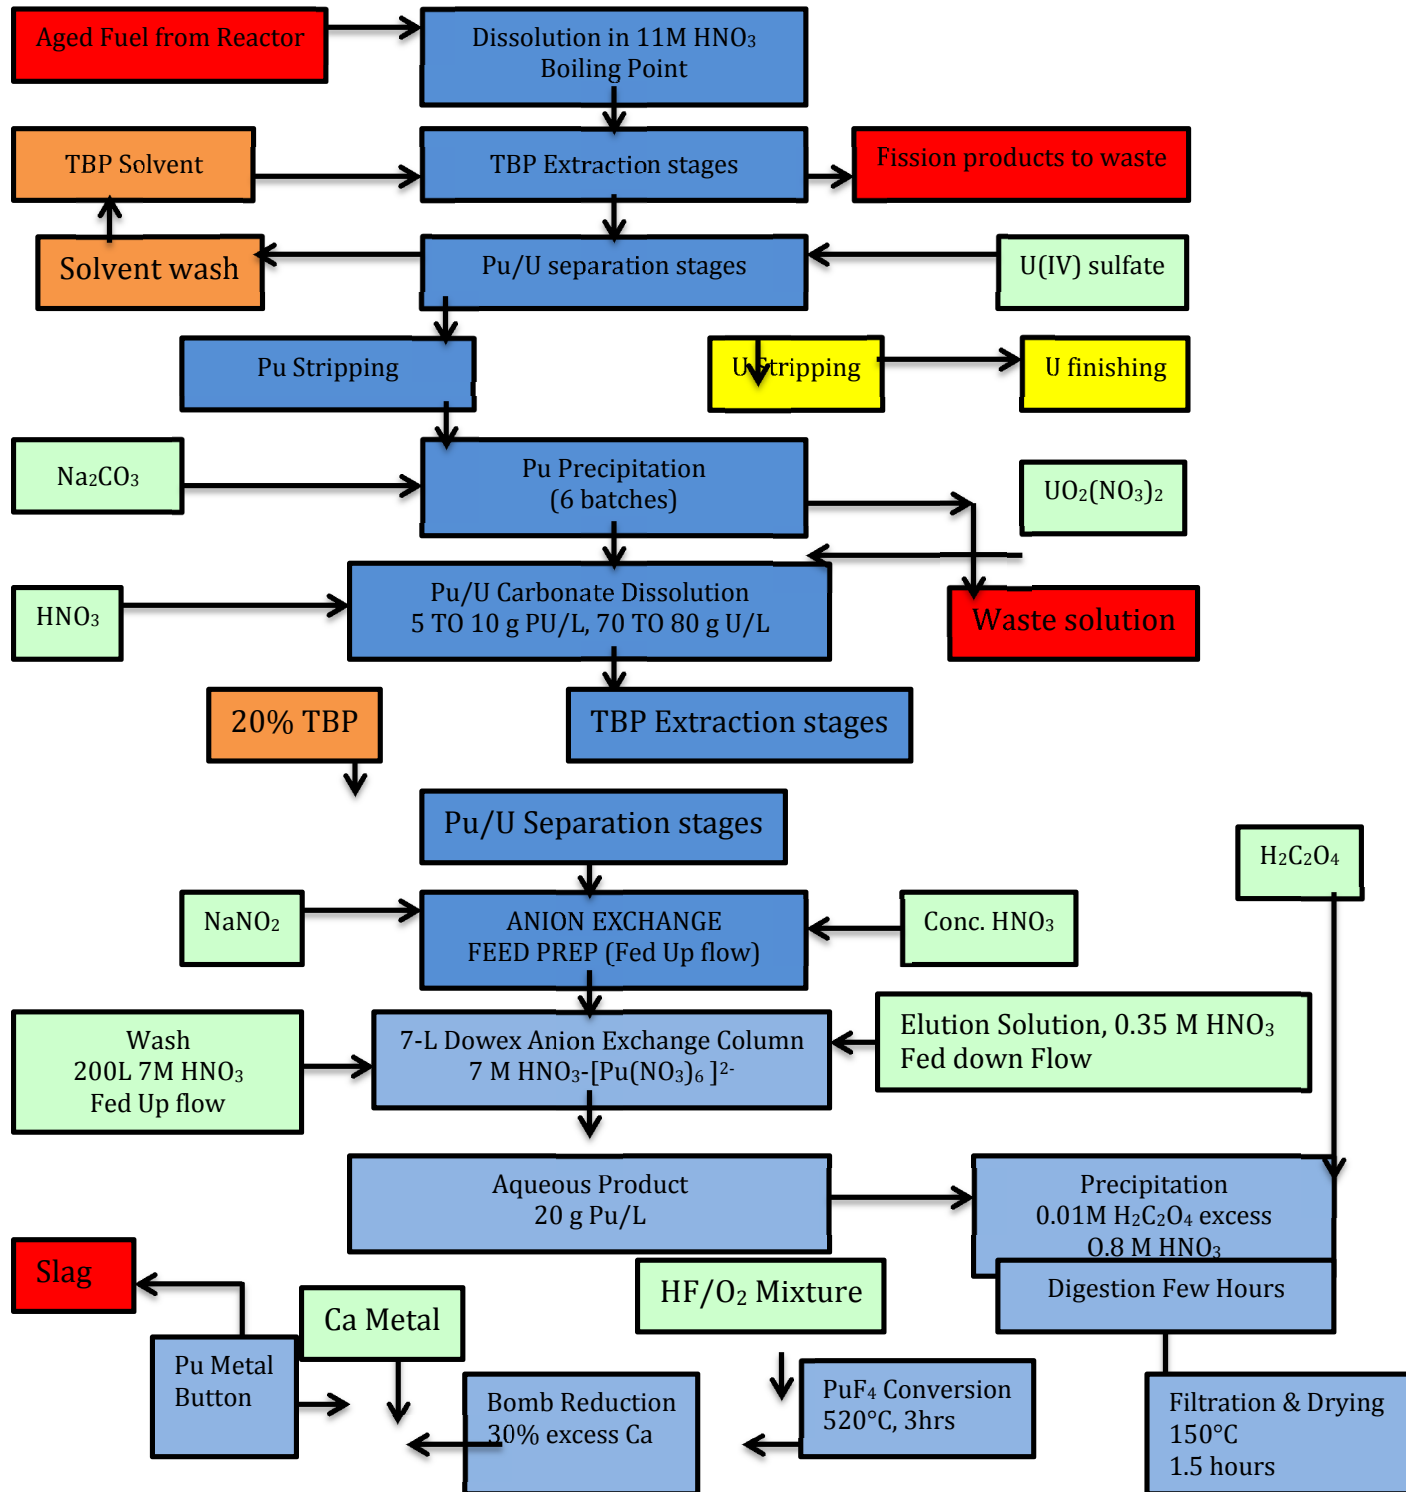 Aged Fuel from Reactor
Dissolution in 11M HNO₃
Boiling Point
TBP Solvent
TBP Extraction stages
Fission products to waste
Solvent wash
Pu/U separation stages
U(IV) sulfate
Pu Stripping
U Stripping
U finishing
Na₂CO₃
Pu Precipitation
(6 batches)
UO₂(NO₃)₂
HNO₃
Pu/U Carbonate Dissolution
5 TO 10 g PU/L, 70 TO 80 g U/L
Waste solution
20% TBP
TBP Extraction stages
Pu/U Separation stages
H₂C₂O₄
NaNO₂
ANION EXCHANGE
FEED PREP (Fed Up flow)
Conc. HNO₃
Wash
200L 7M HNO₃
Fed Up flow
7-L Dowex Anion Exchange Column
7 M HNO₃-[Pu(NO₃)₆ ]²⁻
Elution Solution, 0.35 M HNO₃
Fed down Flow
Aqueous Product
20 g Pu/L
Precipitation
0.01M H₂C₂O₄ excess
0.8 M HNO₃
Slag
HF/O₂ Mixture
Digestion Few Hours
Ca Metal
Pu Metal
Button
Bomb Reduction
30% excess Ca
PuF₄ Conversion
520°C, 3hrs
Filtration & Drying
150°C
1.5 hours